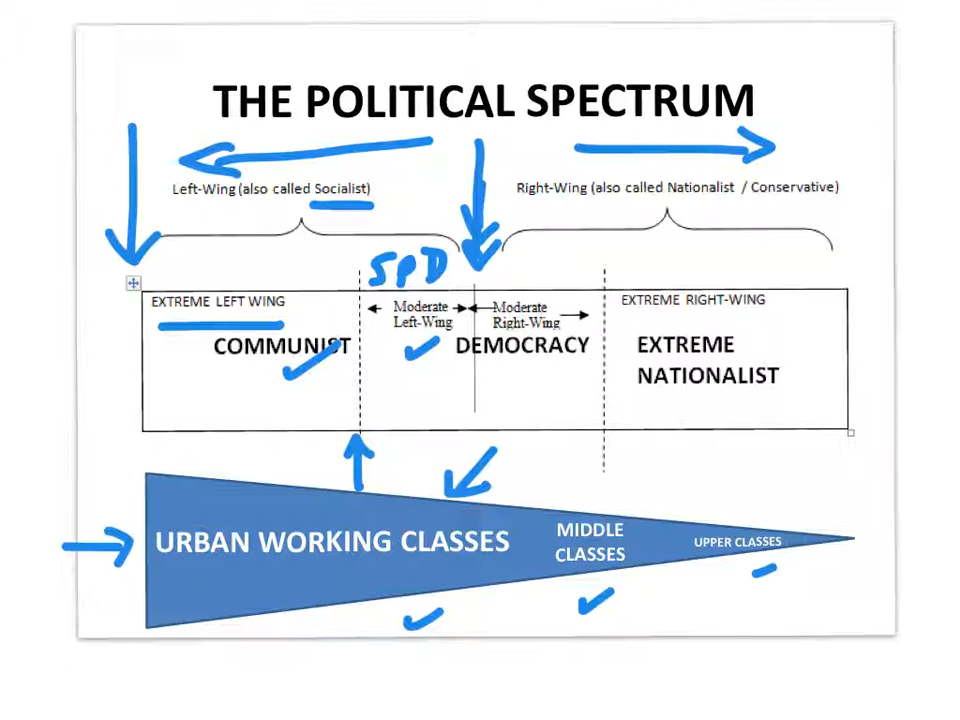 THE POLITICAL SPECTRUM
Left-Wing (also called Socialist)
Right-Wing (also called Nationalist / Conservative)
SPD
EXTREME LEFT WING
Moderate
Left-Wing
Moderate
Right-Wing
EXTREME RIGHT-WING
COMMUNIST
DEMOCRACY
EXTREME
NATIONALIST
URBAN WORKING CLASSES
MIDDLE
CLASSES
UPPER CLASSES